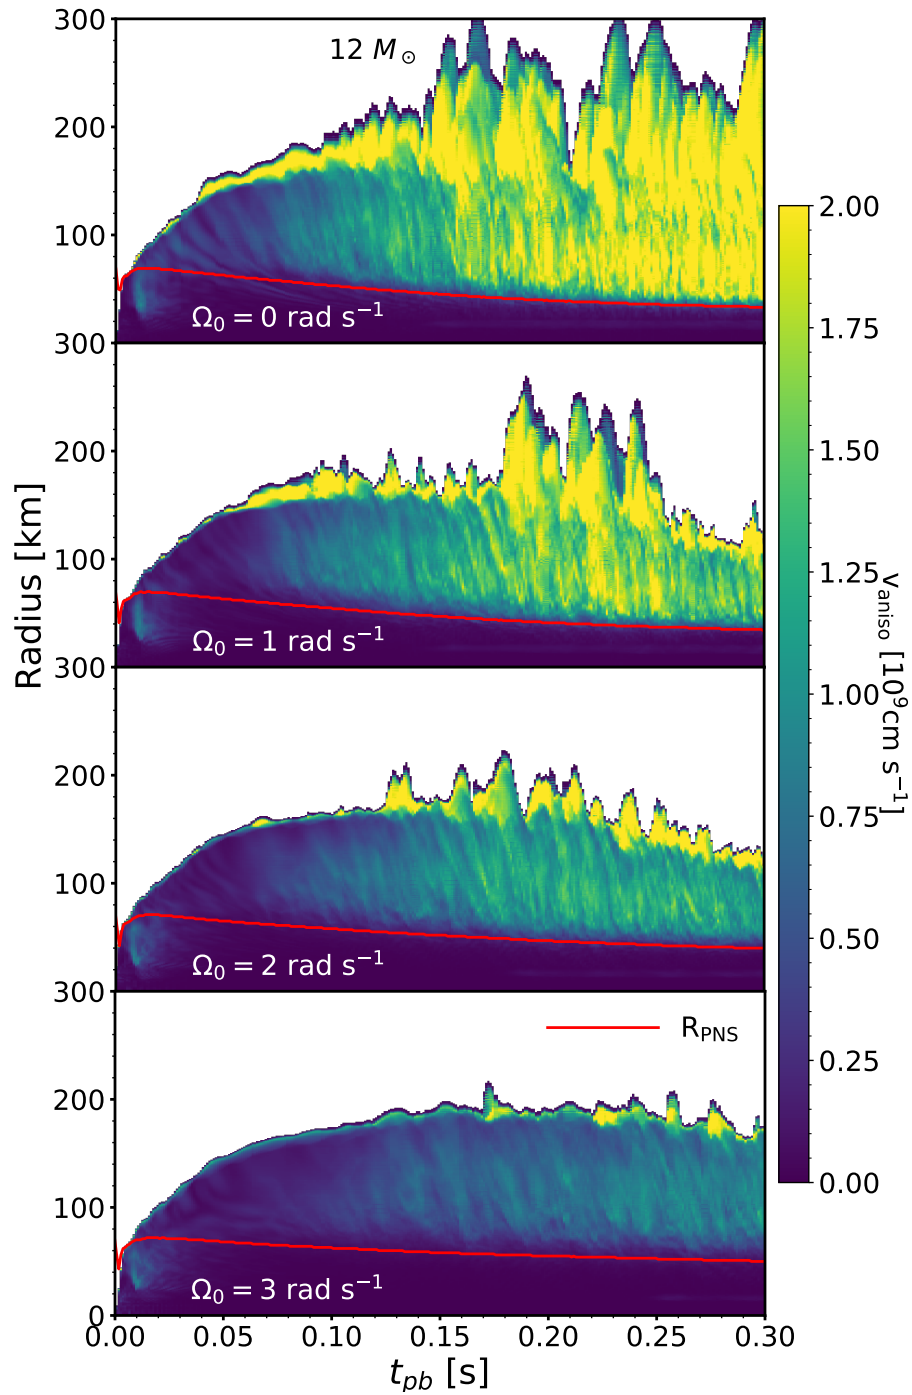 300
12 M⊙
200
100
Ω₀ = 0 rad s⁻¹
300
200
100
Ω₀ = 1 rad s⁻¹
300
200
100
Ω₀ = 2 rad s⁻¹
300
R_PNS
200
100
Ω₀ = 3 rad s⁻¹
0
0.00 0.05 0.10 0.15 0.20 0.25 0.30
t_pb [s]
Radius [km]
2.00
1.75
1.50
1.25
1.00
0.75
0.50
0.25
0.00
v_aniso [10⁹cm s⁻¹]